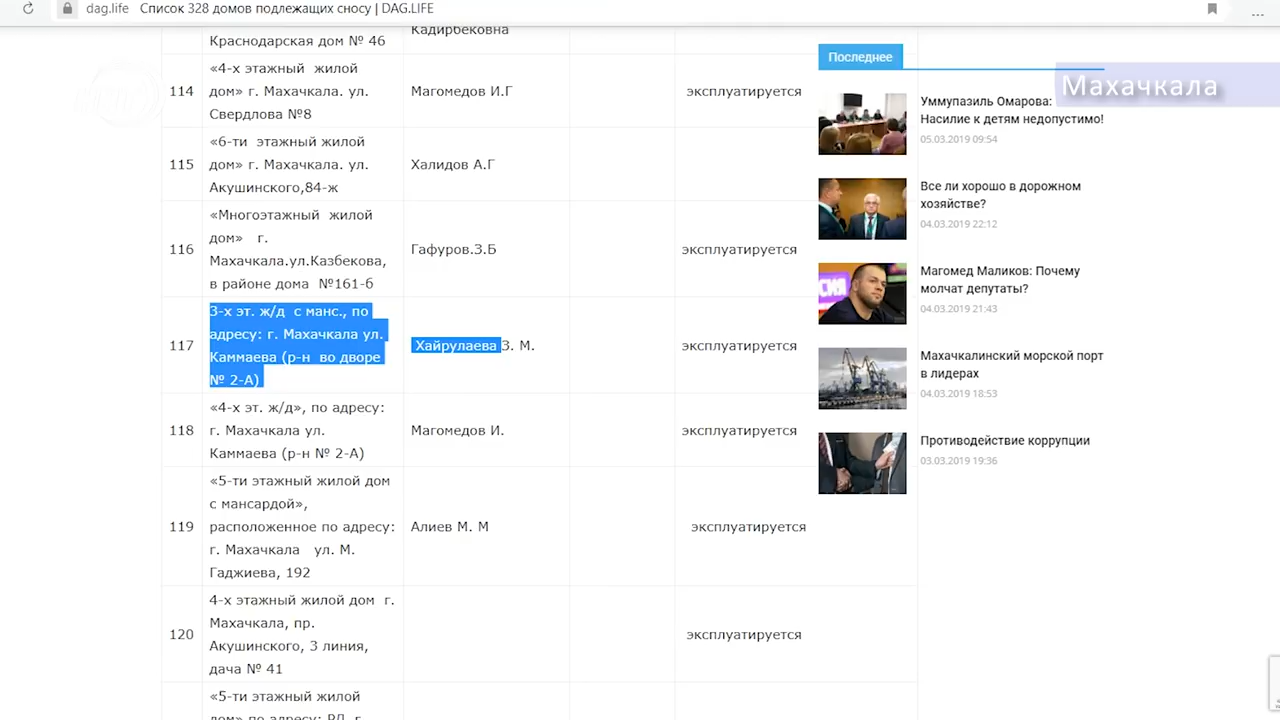 dag.life Список 328 домов подлежащих сносу | DAG.LIFE
...
Краснодарская дом № 46
Кадирбековна
114
«4-х этажный жилой
дом» г. Махачкала. ул.
Свердлова №8
Магомедов И.Г
эксплуатируется
115
«6-ти этажный жилой
дом» г. Махачкала. ул.
Акушинского,84-ж
Халидов А.Г
116
«Многоэтажный жилой
дом» г.
Махачкала.ул.Казбекова,
в районе дома №161-б
Гафуров.З.Б
эксплуатируется
117
3-х эт. ж/д с манс., по
адресу: г. Махачкала ул.
Каммаева (р-н во дворе
№ 2-А)
Хайрулаева З. М.
эксплуатируется
118
«4-х эт. ж/д», по адресу:
г. Махачкала ул.
Каммаева (р-н № 2-А)
Магомедов И.
эксплуатируется
119
«5-ти этажный жилой дом
с мансардой»,
расположенное по адресу:
г. Махачкала ул. М.
Гаджиева, 192
Алиев М. М
эксплуатируется
120
4-х этажный жилой дом г.
Махачкала, пр.
Акушинского, 3 линия,
дача № 41
эксплуатируется
«5-ти этажный жилой
дом» по адресу: РД, г.
Последнее
Махачкала
Уммупазиль Омарова:
Насилие к детям недопустимо!
05.03.2019 09:54
Все ли хорошо в дорожном
хозяйстве?
04.03.2019 22:12
Магомед Маликов: Почему
молчат депутаты?
04.03.2019 21:43
Махачкалинский морской порт
в лидерах
04.03.2019 18:53
Противодействие коррупции
03.03.2019 19:36